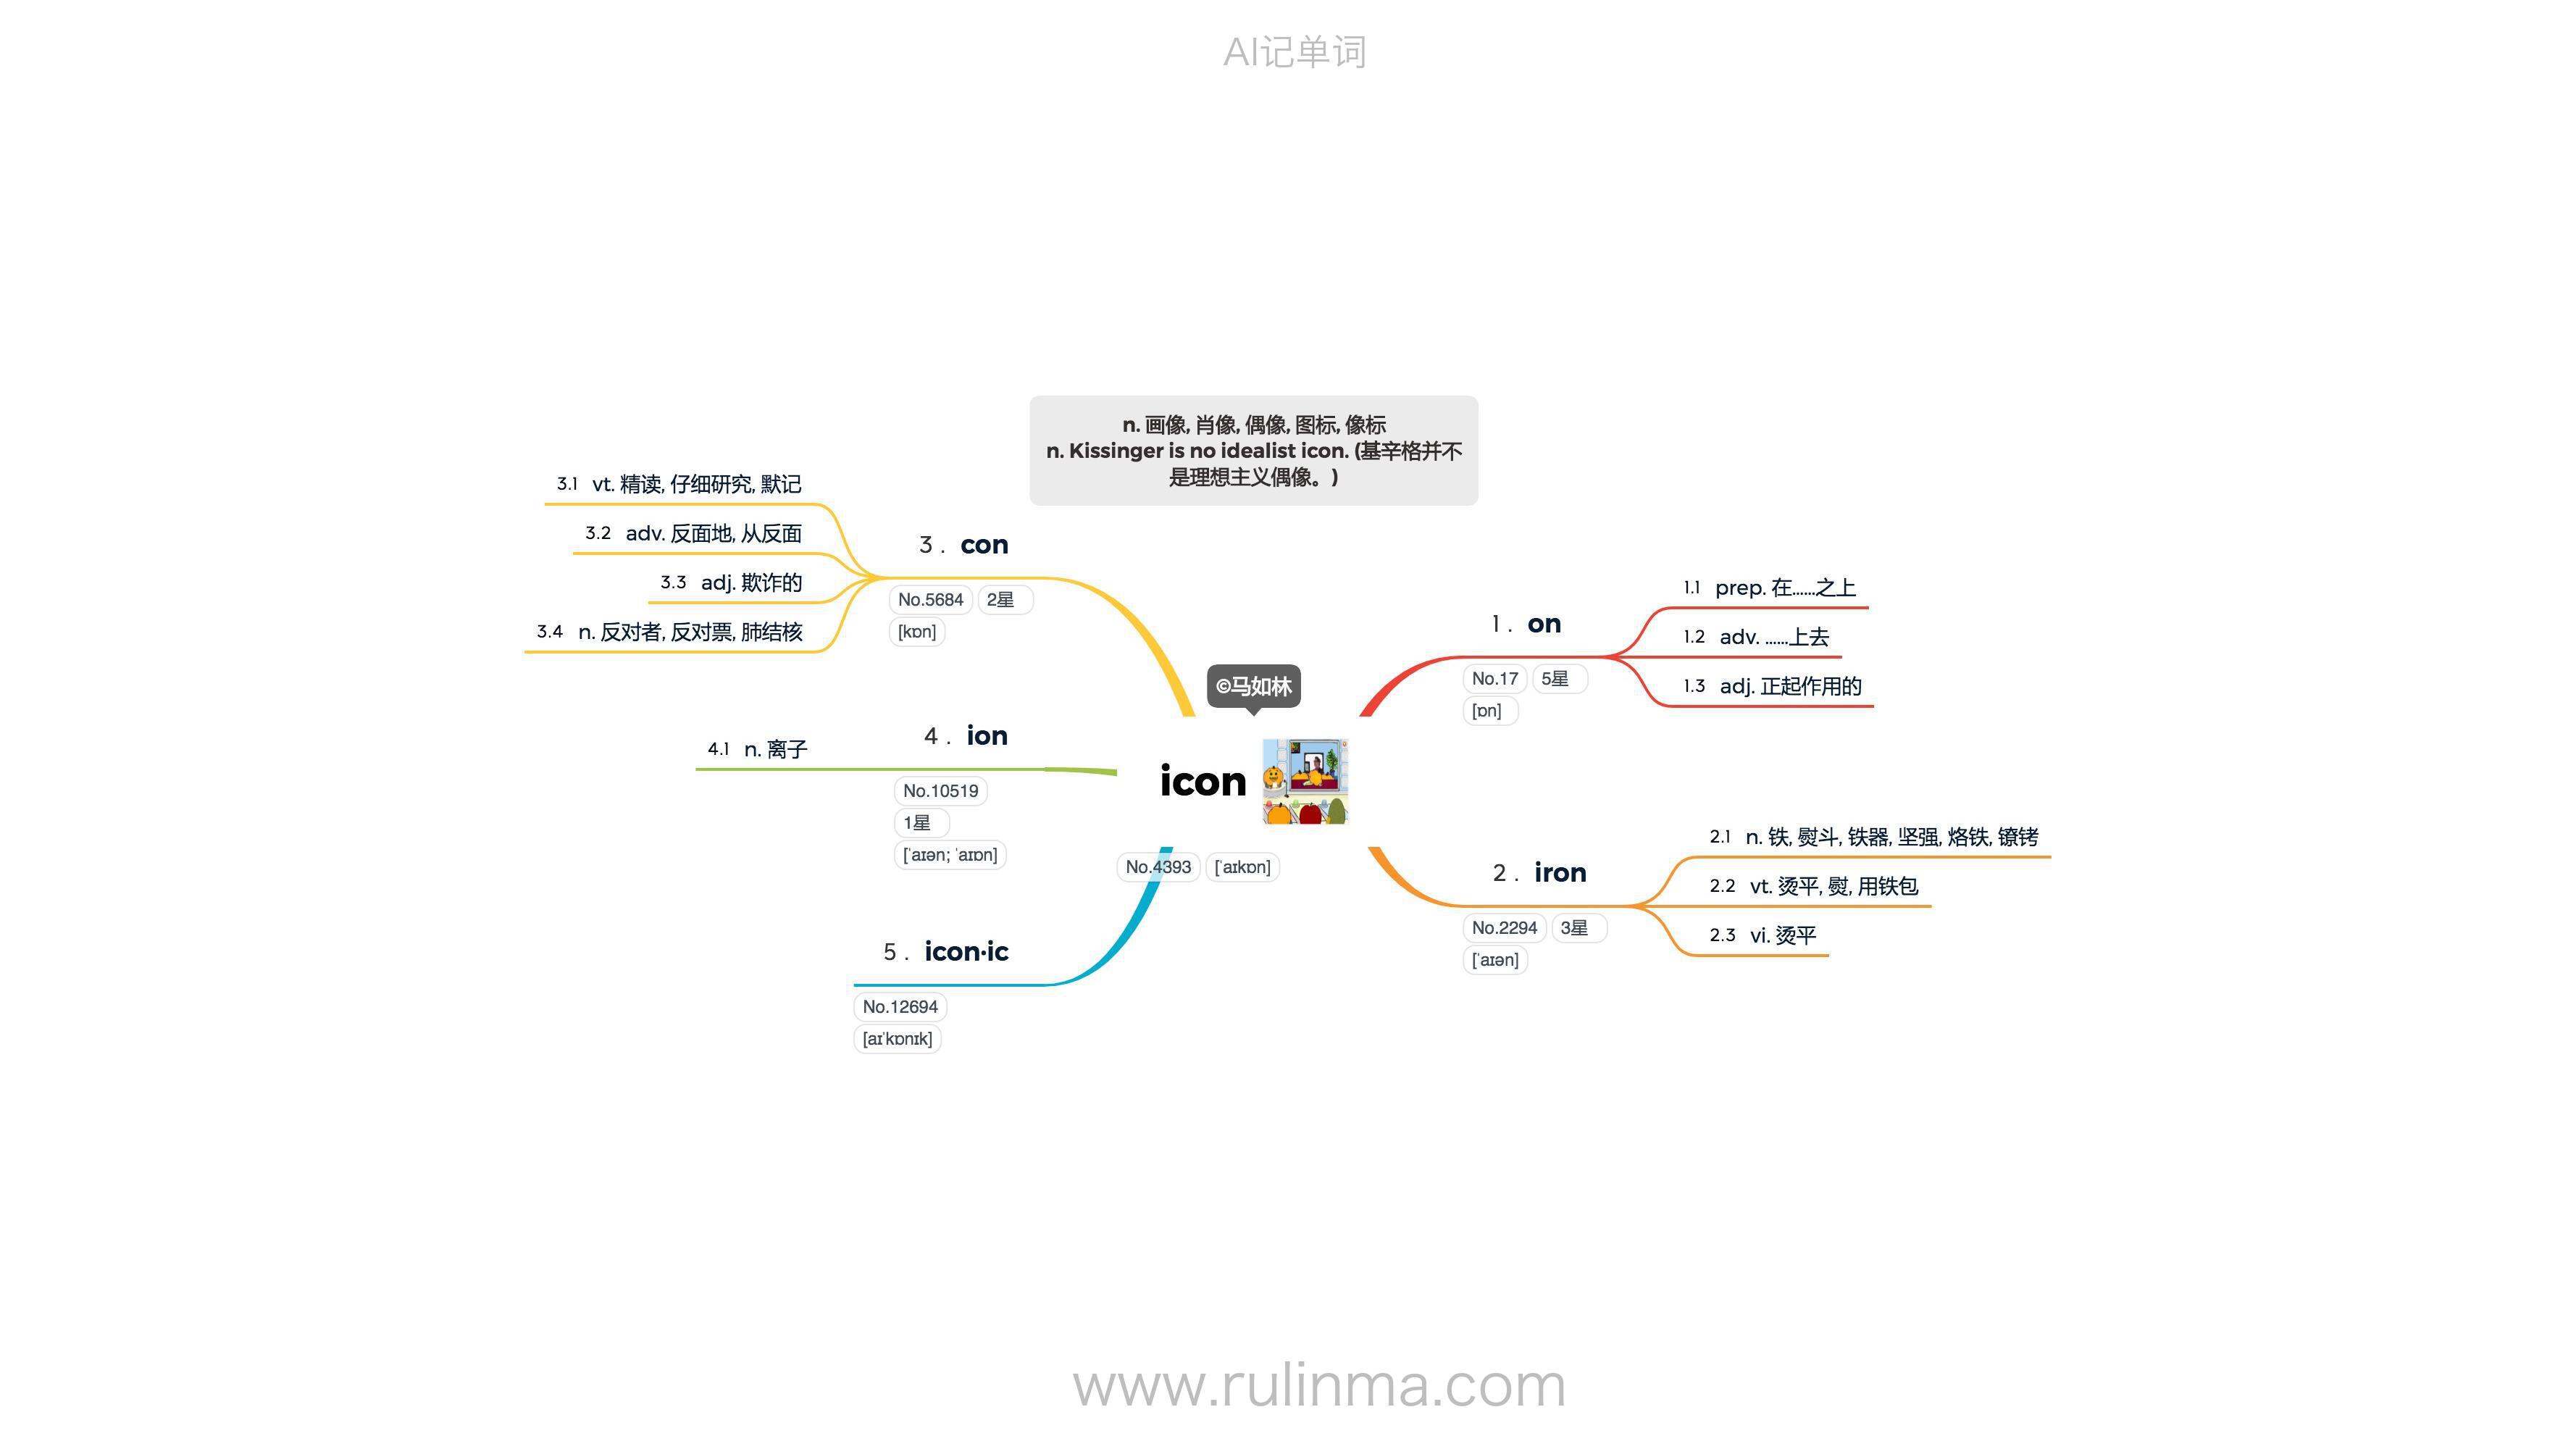 AI记单词
n. 画像, 肖像, 偶像, 图标, 像标
n. Kissinger is no idealist icon. (基辛格并不
是理想主义偶像。)
©马如林
icon
No.4393 [ˈaɪkɒn]
1. on
No.17 5星
[ɒn]
1.1 prep. 在......之上
1.2 adv. ......上去
1.3 adj. 正起作用的
2. iron
No.2294 3星
[ˈaɪən]
2.1 n. 铁, 熨斗, 铁器, 坚强, 烙铁, 镣铐
2.2 vt. 烫平, 熨, 用铁包
2.3 vi. 烫平
3. con
No.5684 2星
[kɒn]
3.1 vt. 精读, 仔细研究, 默记
3.2 adv. 反面地, 从反面
3.3 adj. 欺诈的
3.4 n. 反对者, 反对票, 肺结核
4. ion
No.10519
1星
[ˈaɪən; ˈaɪɒn]
4.1 n. 离子
5. icon·ic
No.12694
[aɪˈkɒnɪk]
www.rulinma.com